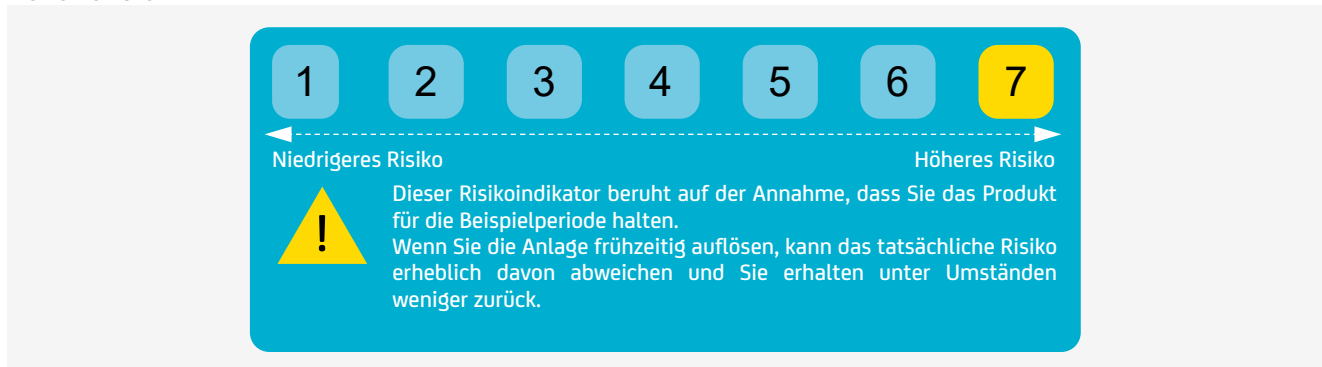 1 2 3 4 5 6 7
Niedrigeres Risiko Höheres Risiko
!
Dieser Risikoindikator beruht auf der Annahme, dass Sie das Produkt
für die Beispielperiode halten.
Wenn Sie die Anlage frühzeitig auflösen, kann das tatsächliche Risiko
erheblich davon abweichen und Sie erhalten unter Umständen
weniger zurück.